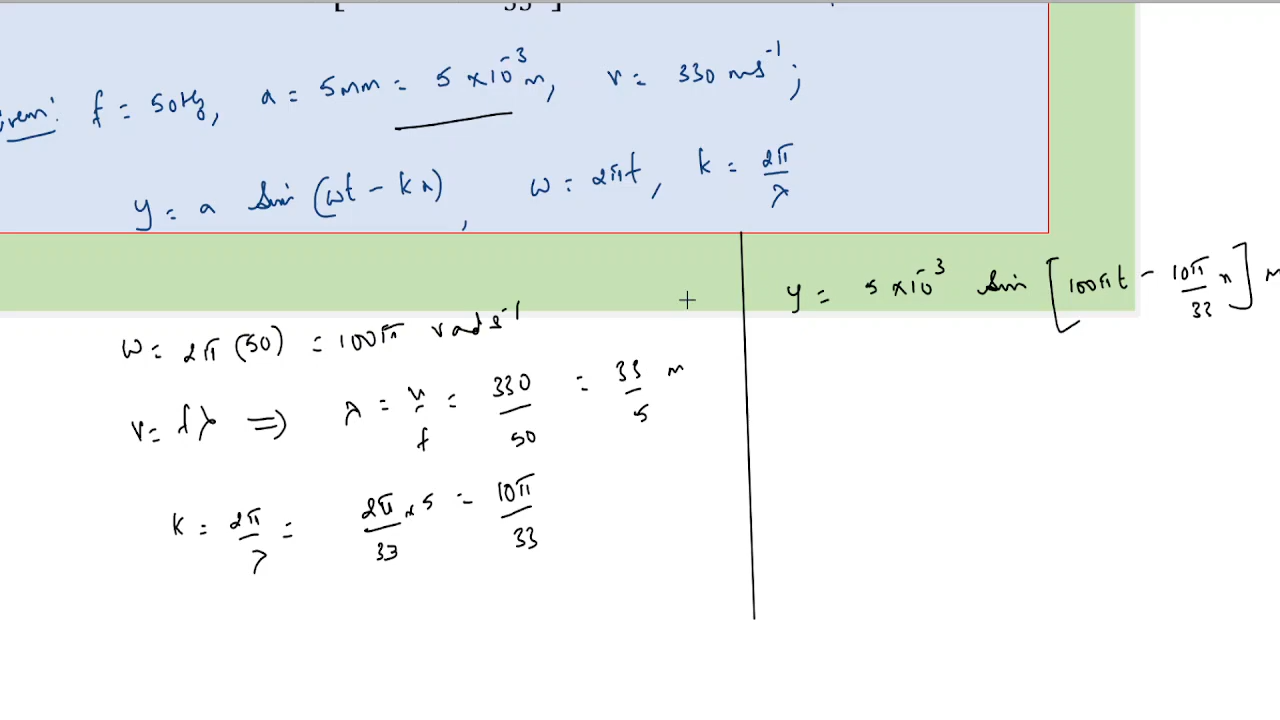 f = 50Hz, a = 5mm = 5 × 10⁻³ m, v = 330 ms⁻¹;
y = a Sin (ωt - kx), ω = 2πf, k = 2π/λ
y = 5 × 10⁻³ sin [100πt - 10π/33 x] m
ω = 2π (50) = 100π rad s⁻¹
v = fλ ⇒ λ = v/f = 330/50 = 33/5 m
k = 2π/λ = 2π/33 × 5 = 10π/33